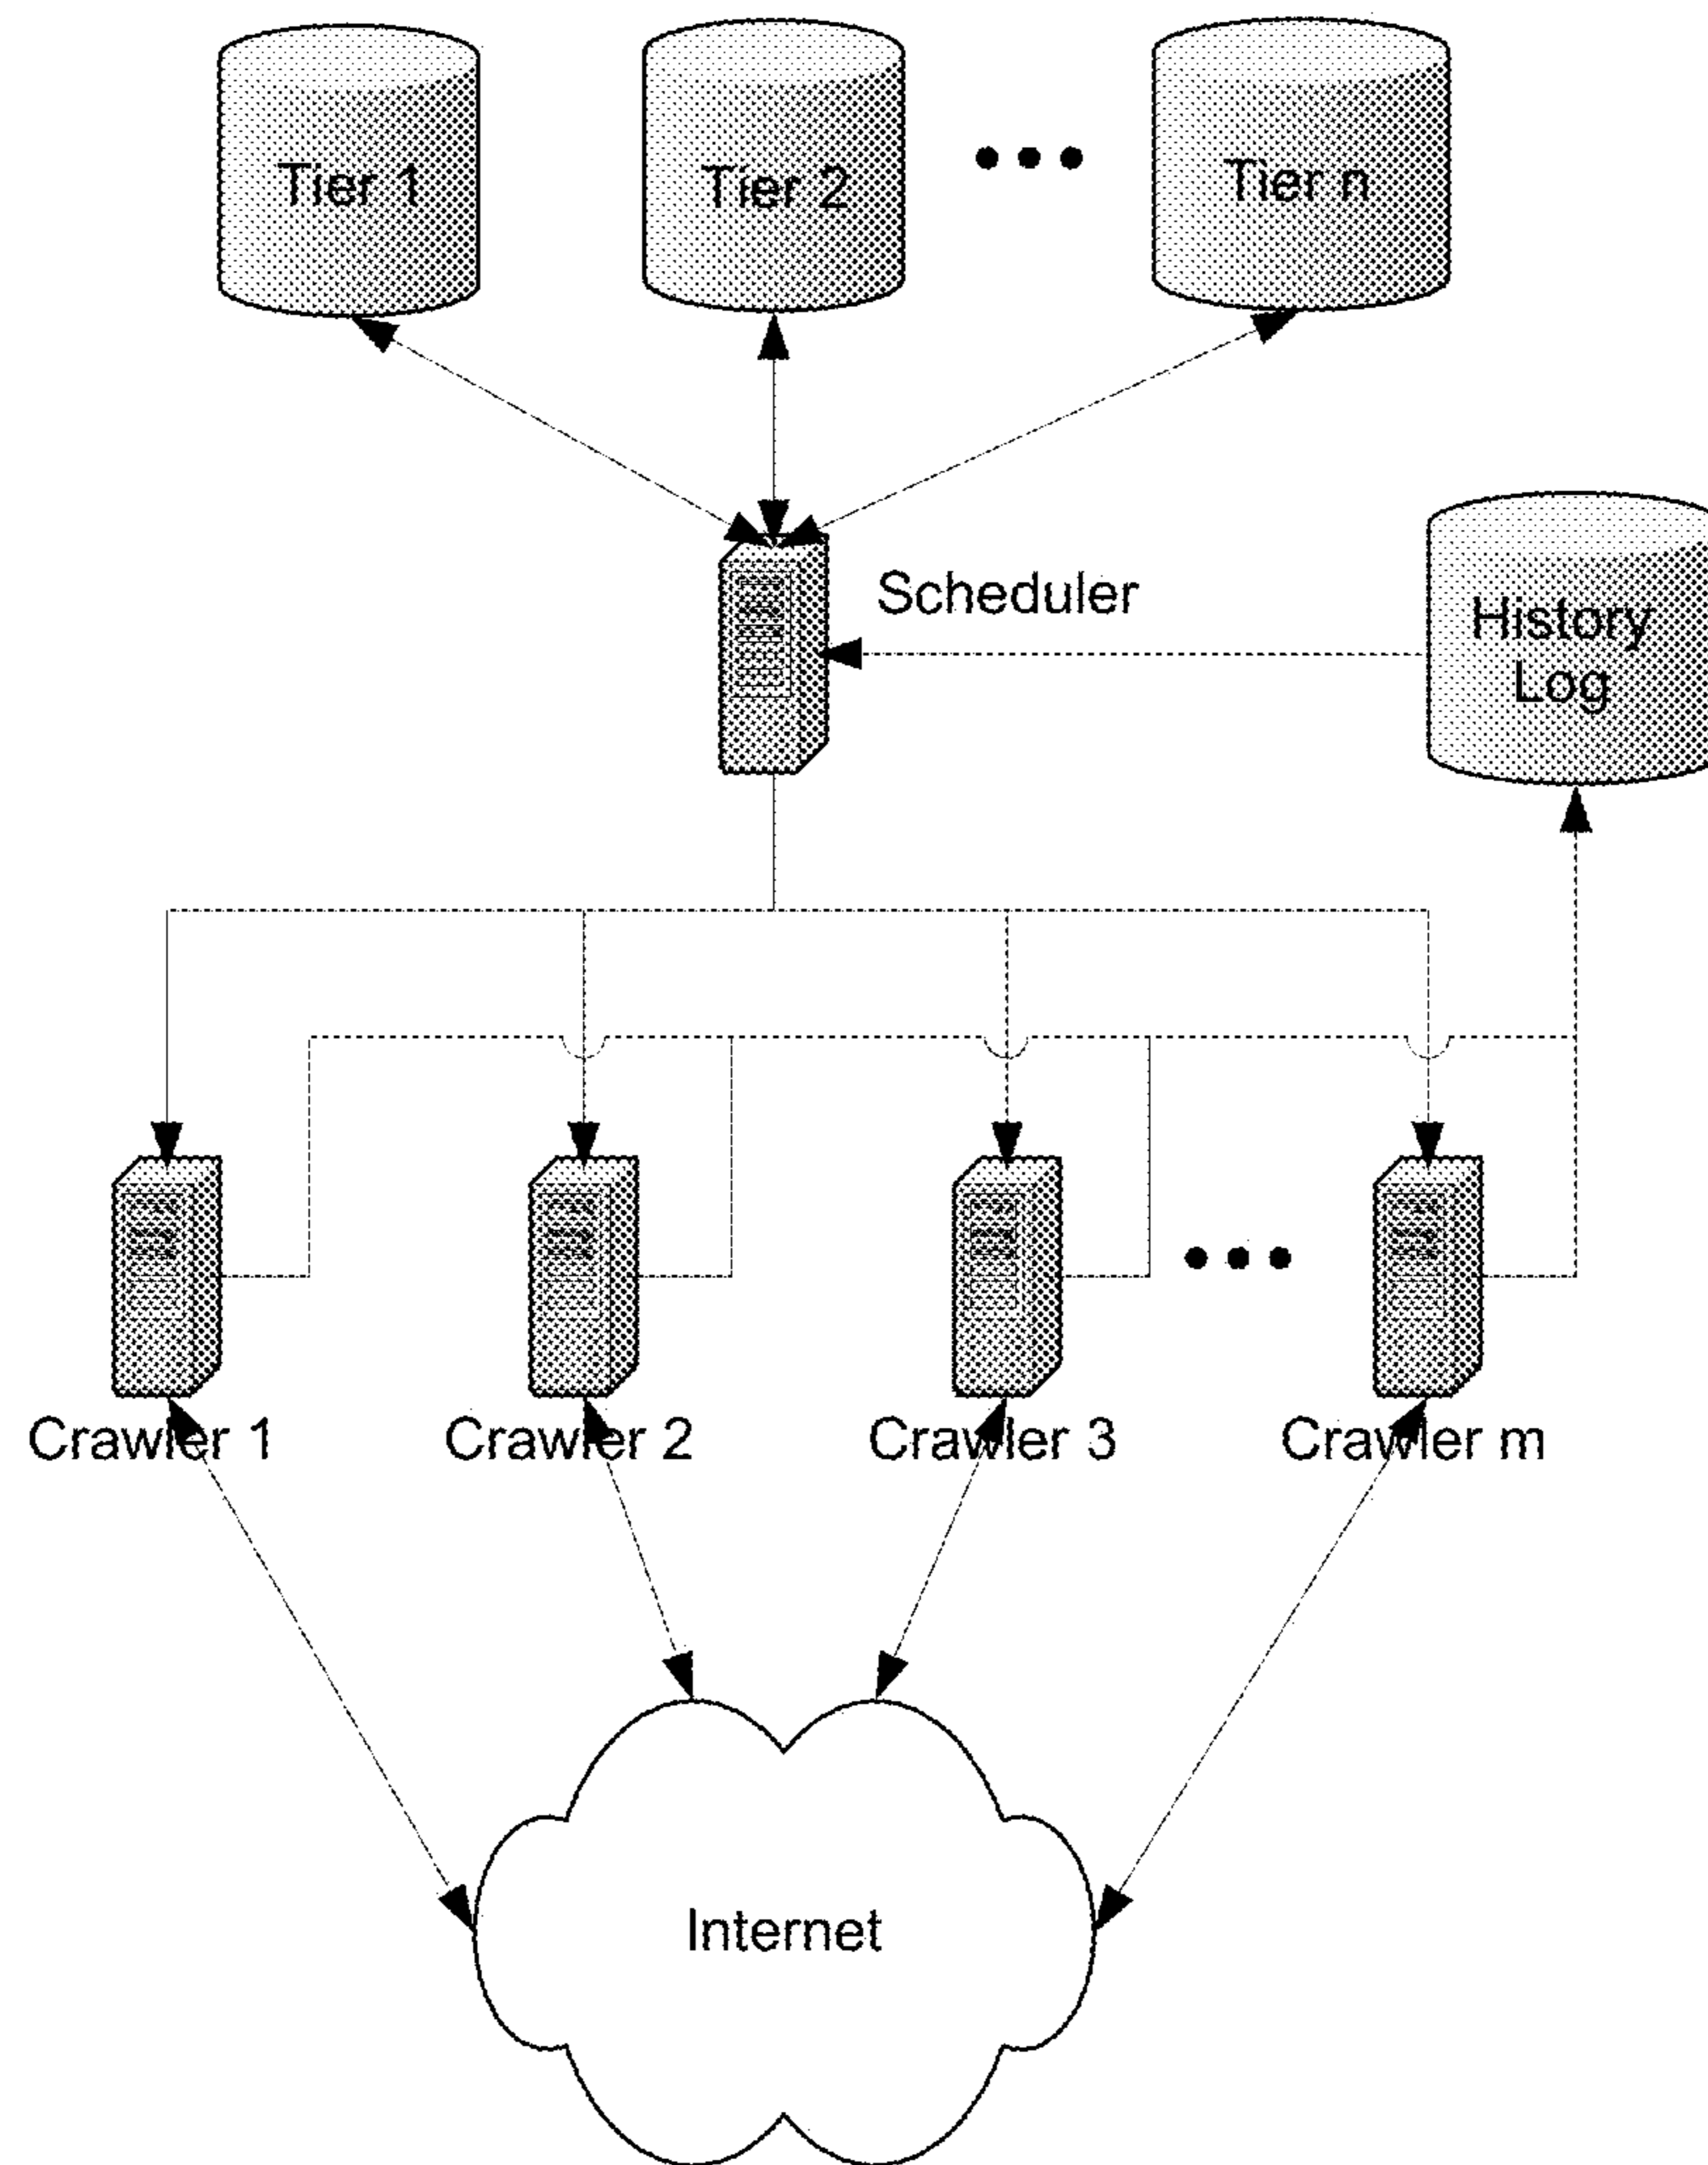 Tier 1
Tier 2
Tier n
Scheduler
History
Log
Crawler 1
Crawler 2
Crawler 3
Crawler m
Internet